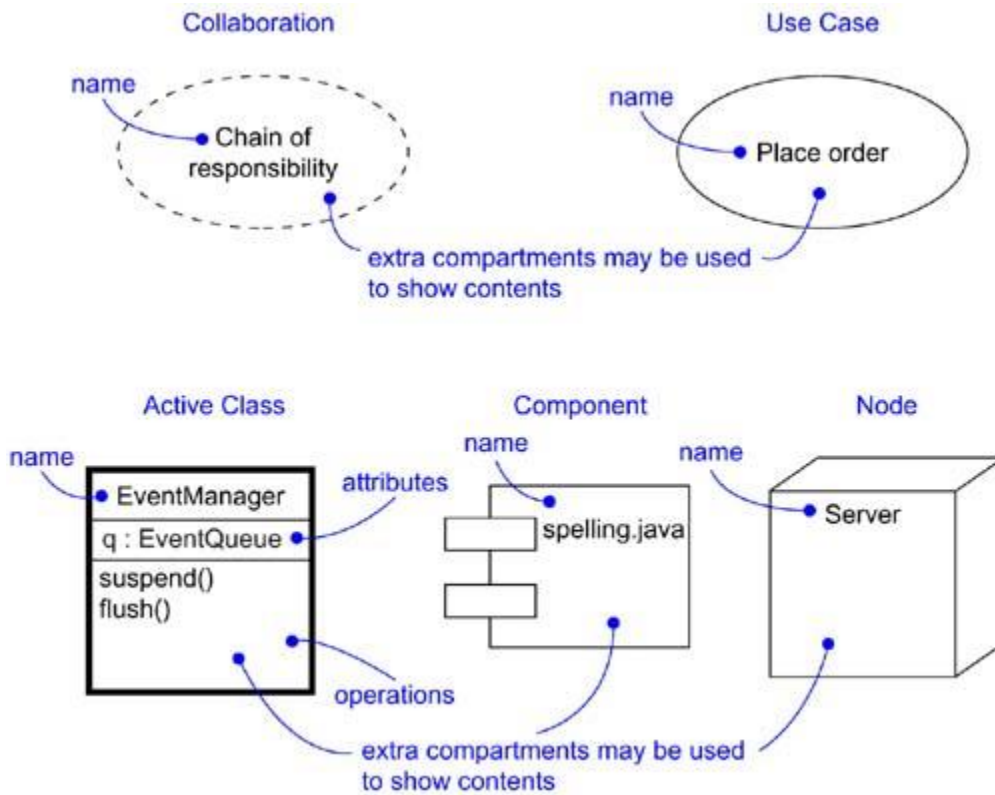 Collaboration
Use Case
name
name
Chain of
responsibility
Place order
extra compartments may be used
to show contents
Active Class
Component
Node
name
name
name
attributes
EventManager
q : EventQueue
suspend()
flush()
spelling.java
Server
operations
extra compartments may be used
to show contents